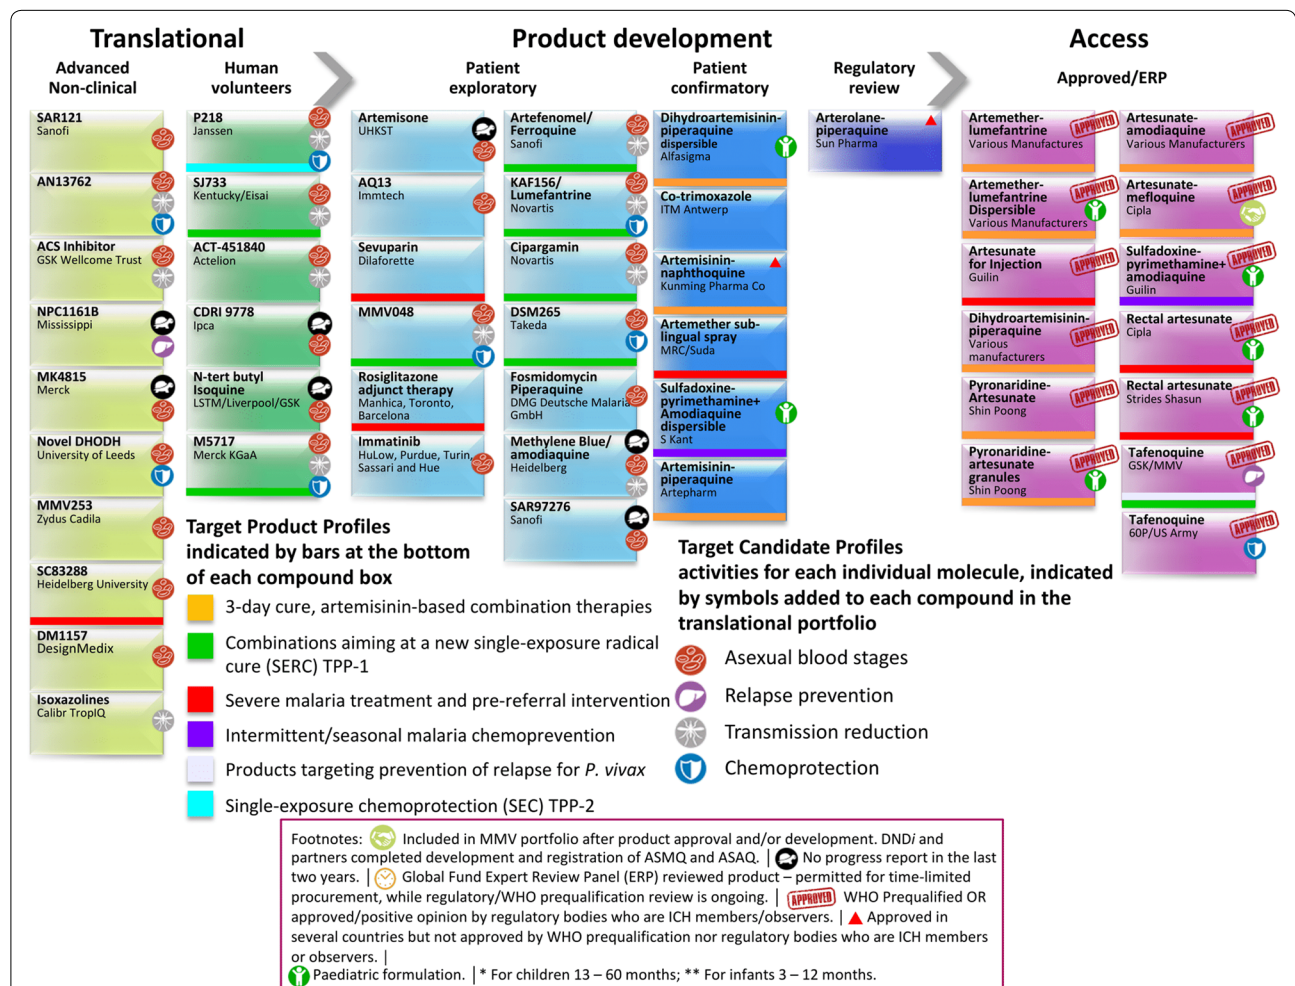 Translational
Product development
Access
Advanced
Non-clinical
Human
volunteers
Patient
exploratory
Patient
confirmatory
Regulatory
review
Approved/ERP
SAR121
Sanofi
AN13762
ACS Inhibitor
GSK Wellcome Trust
NPC1161B
Mississippi
MK4815
Merck
Novel DHODH
University of Leeds
MMV253
Zydus Cadila
SC83288
Heidelberg University
DM1157
DesignMedix
Isoxazolines
Calibr TropIQ
P218
Janssen
SJ733
Kentucky/Eisai
ACT-451840
Actelion
CDRI 9778
Ipca
N-tert butyl
Isoquine
LSTM/Liverpool/GSK
M5717
Merck KGaA
Artemisone
UHKST
AQ13
Immtech
Sevuparin
Dilaforette
MMV048
Rosiglitazone
adjunct therapy
Manhica, Toronto,
Barcelona
Immatinib
HuLow, Purdue, Turin,
Sassari and Hue
Artefenomel/
Ferroquine
Sanofi
KAF156/
Lumefantrine
Novartis
Cipargamin
Novartis
DSM265
Takeda
Fosmidomycin
Piperaquine
DMG Deutsche Malaria
GmbH
Methylene Blue/
amodiaquine
Heidelberg
SAR97276
Sanofi
Dihydroartemisinin-
piperaquine
dispersible
Alfasigma
Co-trimoxazole
ITM Antwerp
Artemisinin-
naphthoquine
Kunming Pharma Co
Artemether sub-
lingual spray
MRC/Suda
Sulfadoxine-
pyrimethamine+
Amodiaquine
dispersible
S Kant
Artemisinin-
piperaquine
Artepharm
Arterolane-
piperaquine
Sun Pharma
Artemether-
lumefantrine
Various Manufactures
APPROVED
Artemether-
lumefantrine
Dispersible
Various Manufacturers
APPROVED
Artesunate
for Injection
Guilin
APPROVED
Dihydroartemisinin-
piperaquine
Various
manufacturers
APPROVED
Pyronaridine-
Artesunate
Shin Poong
APPROVED
Pyronaridine-
artesunate
granules
Shin Poong
APPROVED
Artesunate-
amodiaquine
Various Manufacturers
APPROVED
Artesunate-
mefloquine
Cipla
APPROVED
Sulfadoxine-
pyrimethamine+
amodiaquine
Guilin
APPROVED
Rectal artesunate
Cipla
APPROVED
Rectal artesunate
Strides Shasun
APPROVED
Tafenoquine
GSK/MMV
APPROVED
Tafenoquine
60P/US Army
APPROVED
Target Product Profiles
indicated by bars at the bottom
of each compound box
3-day cure, artemisinin-based combination therapies
Combinations aiming at a new single-exposure radical
cure (SERC) TPP-1
Severe malaria treatment and pre-referral intervention
Intermittent/seasonal malaria chemoprevention
Products targeting prevention of relapse for P. vivax
Single-exposure chemoprotection (SEC) TPP-2
Target Candidate Profiles
activities for each individual molecule, indicated
by symbols added to each compound in the
translational portfolio
Asexual blood stages
Relapse prevention
Transmission reduction
Chemoprotection
Footnotes: Included in MMV portfolio after product approval and/or development. DNDi and
partners completed development and registration of ASMQ and ASAQ. | No progress report in the last
two years. | Global Fund Expert Review Panel (ERP) reviewed product – permitted for time-limited
procurement, while regulatory/WHO prequalification review is ongoing. | APPROVED WHO Prequalified OR
approved/positive opinion by regulatory bodies who are ICH members/observers. | Approved in
several countries but not approved by WHO prequalification nor regulatory bodies who are ICH members
or observers. |
Paediatric formulation. | * For children 13 – 60 months; ** For infants 3 – 12 months.